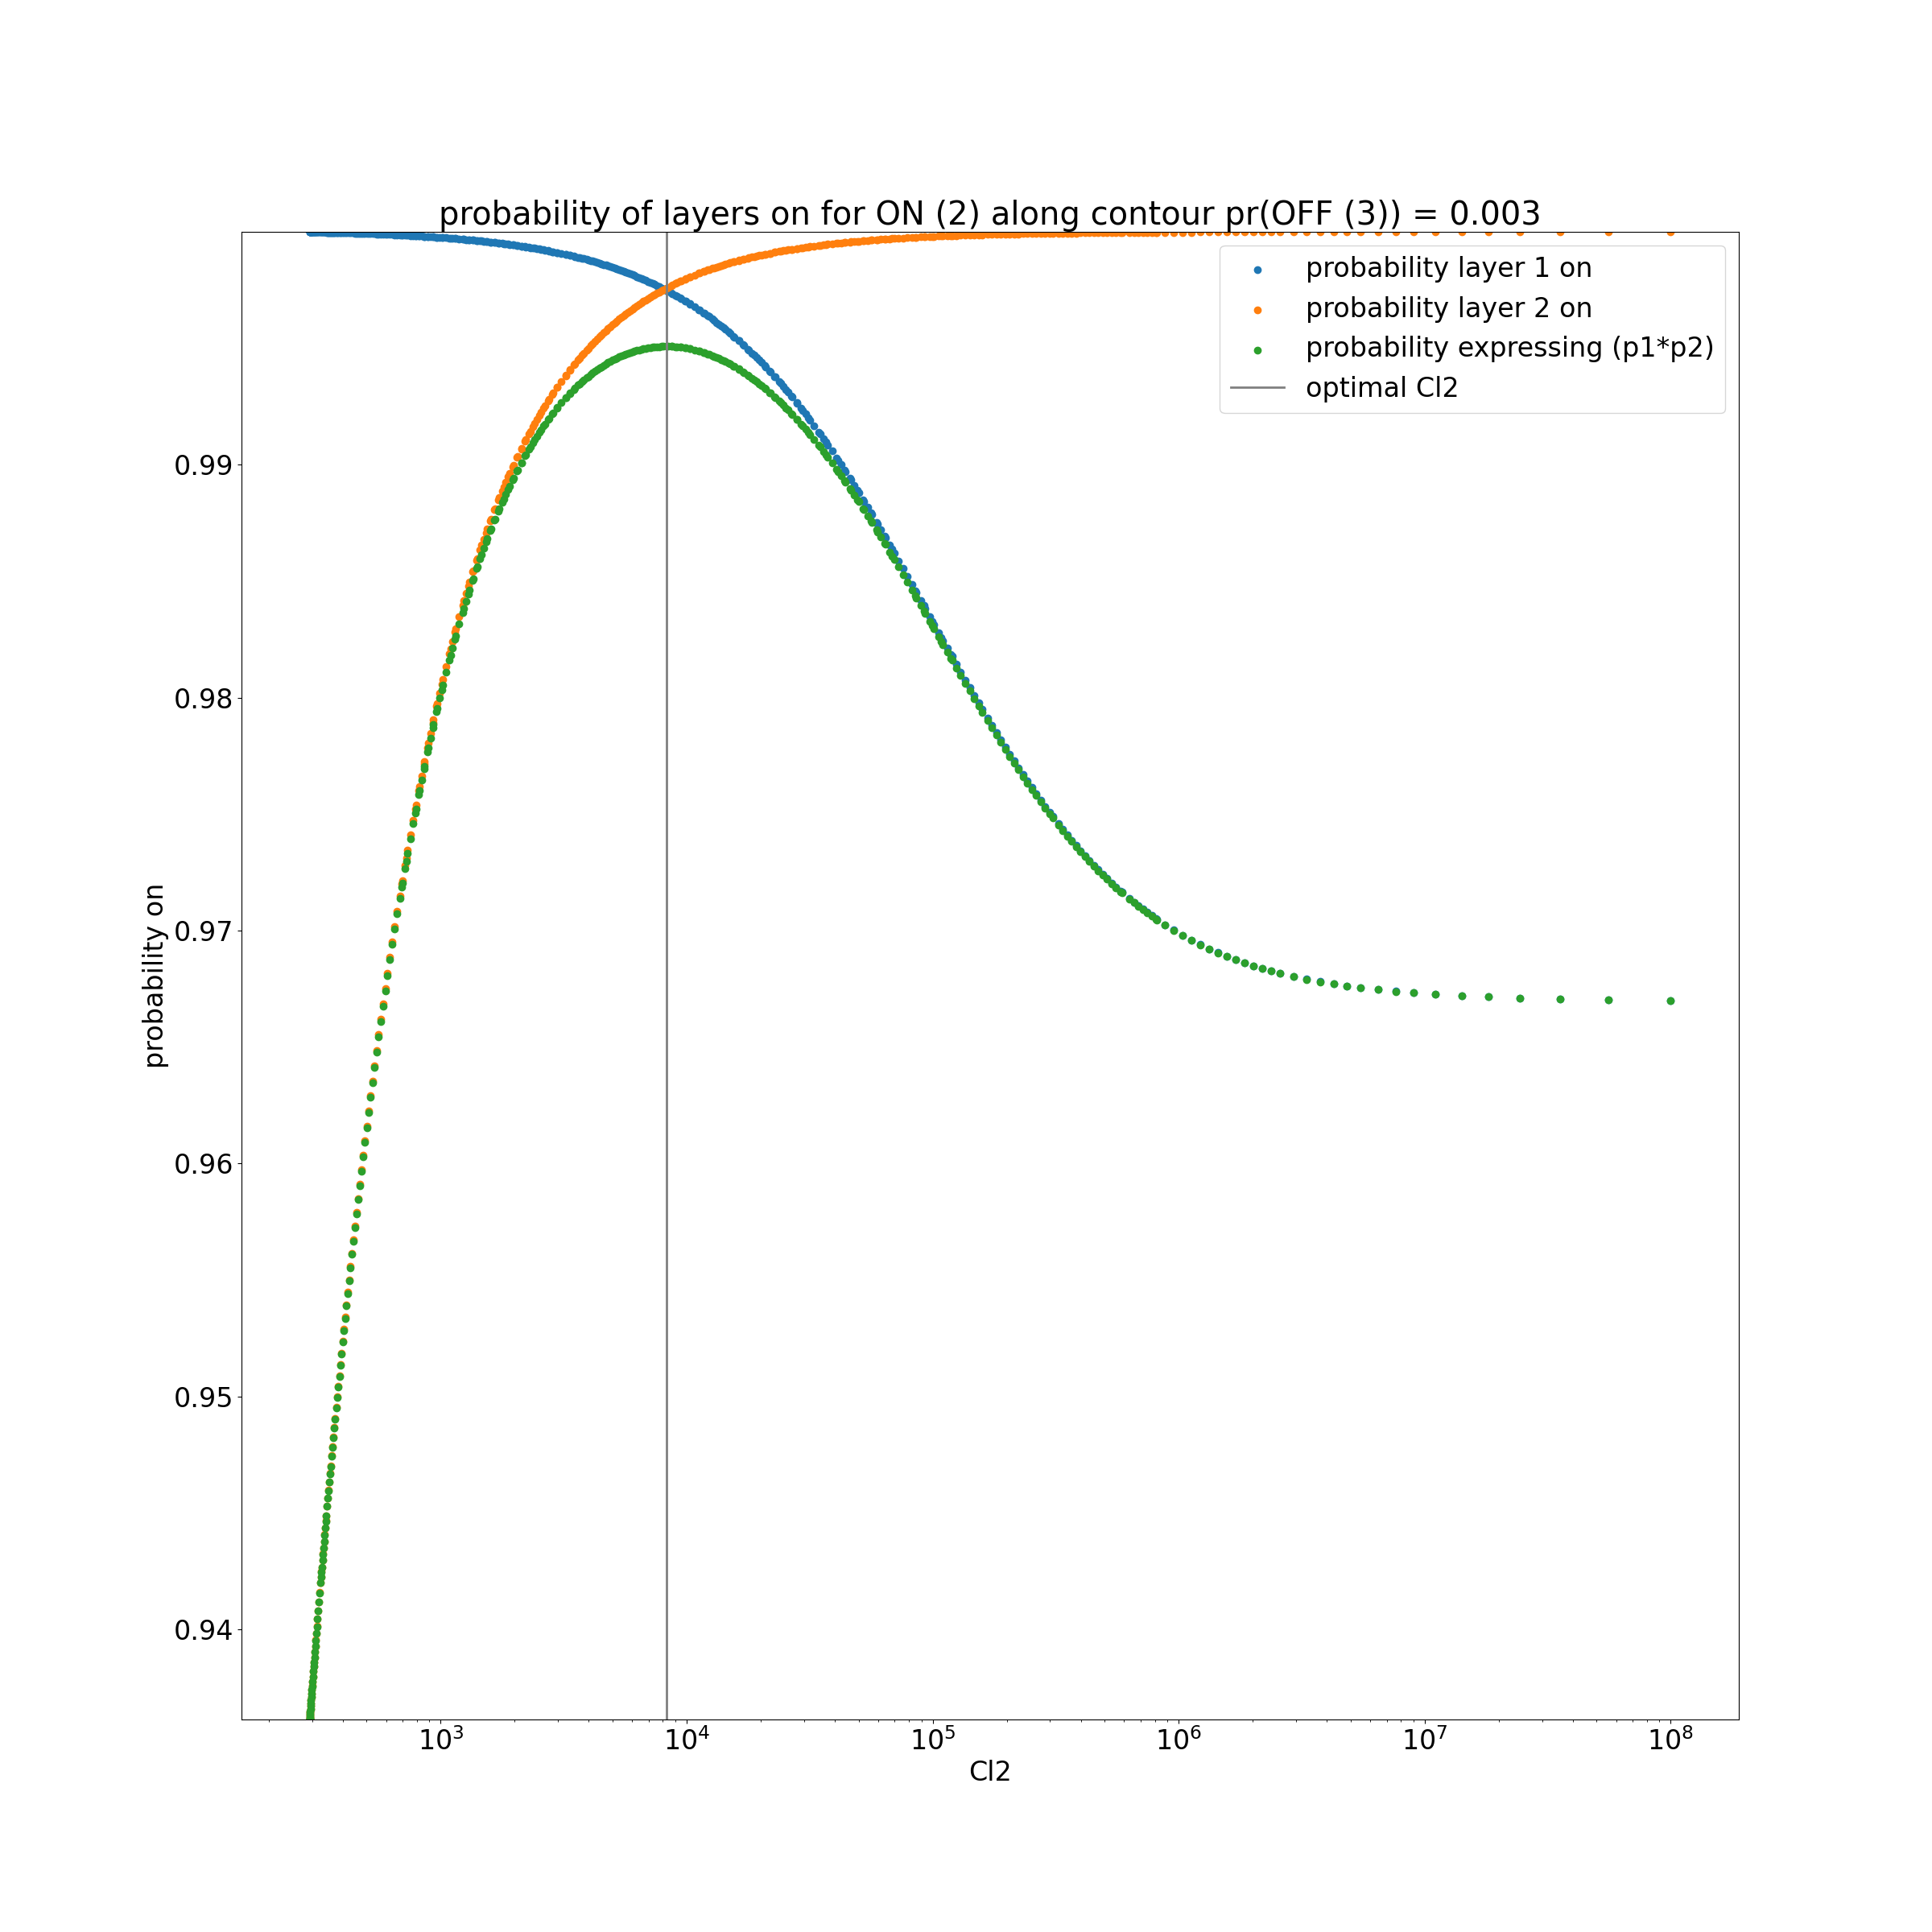 probability of layers on for ON (2) along contour pr(OFF (3)) = 0.003
probability layer 1 on
probability layer 2 on
probability expressing (p1*p2)
optimal Cl2
0.99
0.98
0.97
0.96
0.95
0.94
probability on
10³ 10⁴ 10⁵ 10⁶ 10⁷ 10⁸
Cl2